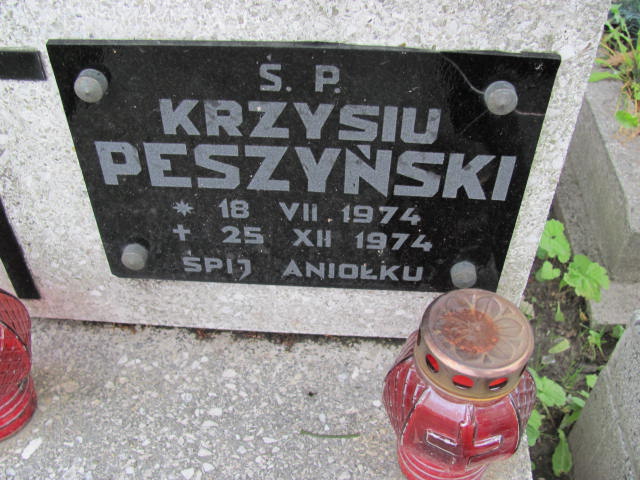 Ś. P.
KRZYSIU
PESZYŃSKI
* 18 VII 1974
† 25 XII 1974
ŚPIJ ANIOŁKU